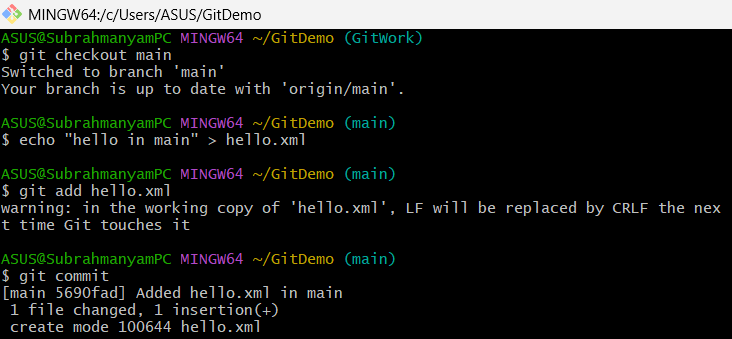 MINGW64:/c/Users/ASUS/GitDemo
ASUS@SubrahmanyamPC MINGW64 ~/GitDemo (GitWork)
$ git checkout main
Switched to branch 'main'
Your branch is up to date with 'origin/main'.
ASUS@SubrahmanyamPC MINGW64 ~/GitDemo (main)
$ echo "hello in main" > hello.xml
ASUS@SubrahmanyamPC MINGW64 ~/GitDemo (main)
$ git add hello.xml
warning: in the working copy of 'hello.xml', LF will be replaced by CRLF the nex
t time Git touches it
ASUS@SubrahmanyamPC MINGW64 ~/GitDemo (main)
$ git commit
[main 5690fad] Added hello.xml in main
 1 file changed, 1 insertion(+)
 create mode 100644 hello.xml